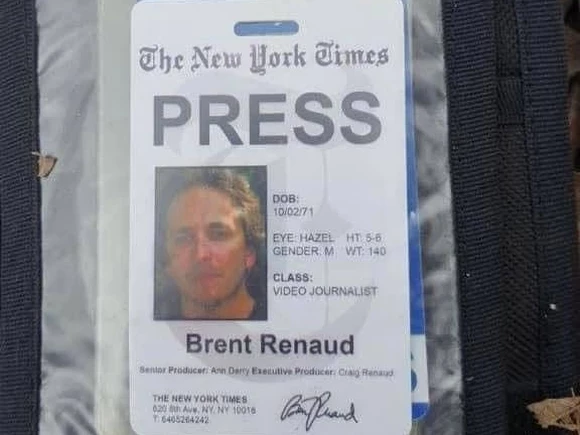 The New York Times
PRESS
DOB:
10/02/71
EYE: HAZEL HT: 5-6
GENDER: M WT: 140
CLASS:
VIDEO JOURNALIST
Brent Renaud
Senior Producer: Ann Derry Executive Producer: Craig Renaud
THE NEW YORK TIMES
620 8th Ave, NY, NY 10018
T: 6465264242
Brent Renaud